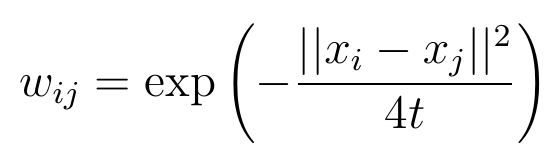 w_{ij} = \exp\left(-\frac{||x_i - x_j||^2}{4t}\right)